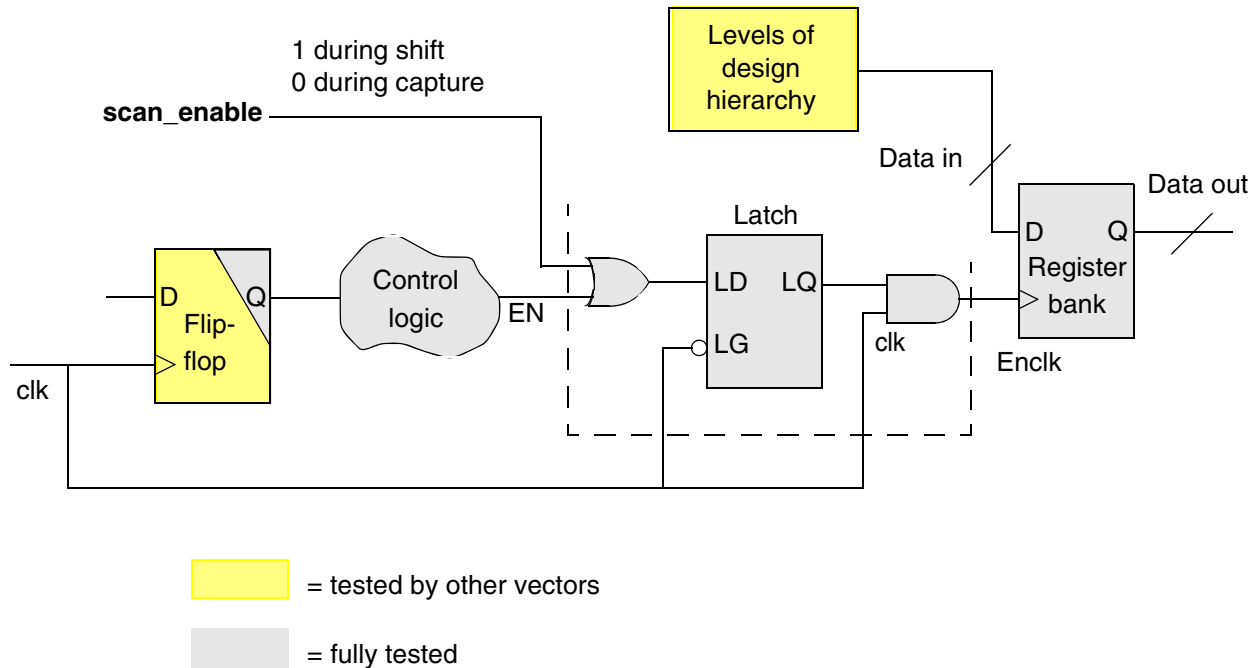 1 during shift
0 during capture
scan_enable
Levels of
design
hierarchy
Data in
Data out
Latch
D
Q
Flip-
flop
clk
Control
logic
EN
LD
LQ
LG
clk
Enclk
D
Q
Register
bank
= tested by other vectors
= fully tested